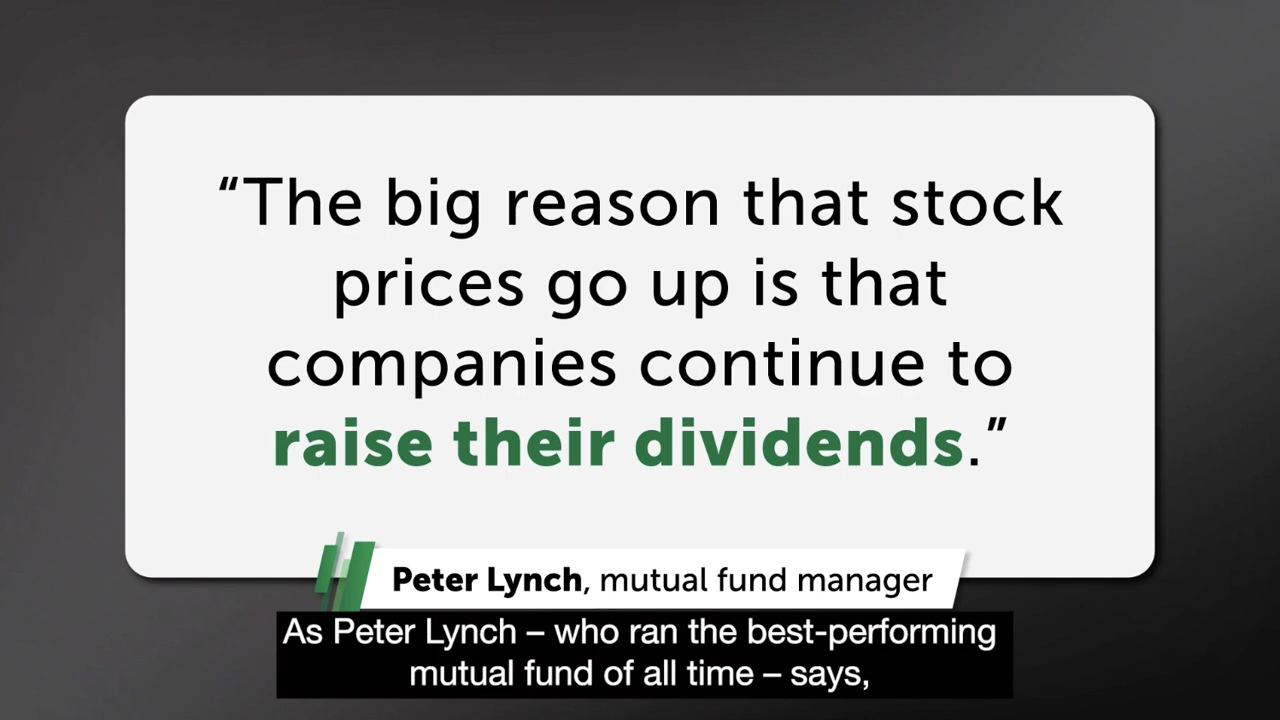 “The big reason that stock
prices go up is that
companies continue to
raise their dividends.”
Peter Lynch, mutual fund manager
As Peter Lynch – who ran the best-performing
mutual fund of all time – says,